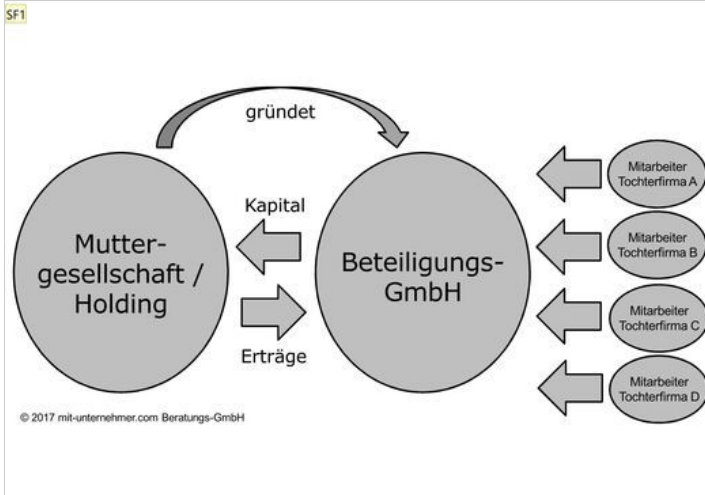 SF1
gründet
Kapital
Mutter-
gesellschaft /
Holding
Erträge
Beteiligungs-
GmbH
Mitarbeiter
Tochterfirma A
Mitarbeiter
Tochterfirma B
Mitarbeiter
Tochterfirma C
Mitarbeiter
Tochterfirma D
© 2017 mit-unternehmer.com Beratungs-GmbH